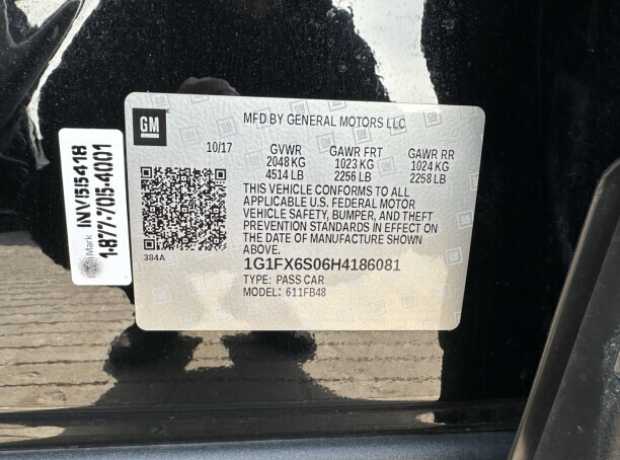 GM
MFD BY GENERAL MOTORS LLC
10/17 GVWR GAWR FRT GAWR RR
2048 KG 1023 KG 1024 KG
4514 LB 2256 LB 2258 LB
THIS VEHICLE CONFORMS TO ALL
APPLICABLE U.S. FEDERAL MOTOR
VEHICLE SAFETY, BUMPER, AND THEFT
PREVENTION STANDARDS IN EFFECT ON
THE DATE OF MANUFACTURE SHOWN
ABOVE.
384A
1G1FX6S06H4186081
TYPE: PASS CAR
MODEL: 611FB48
Mark
1-877-705-4001